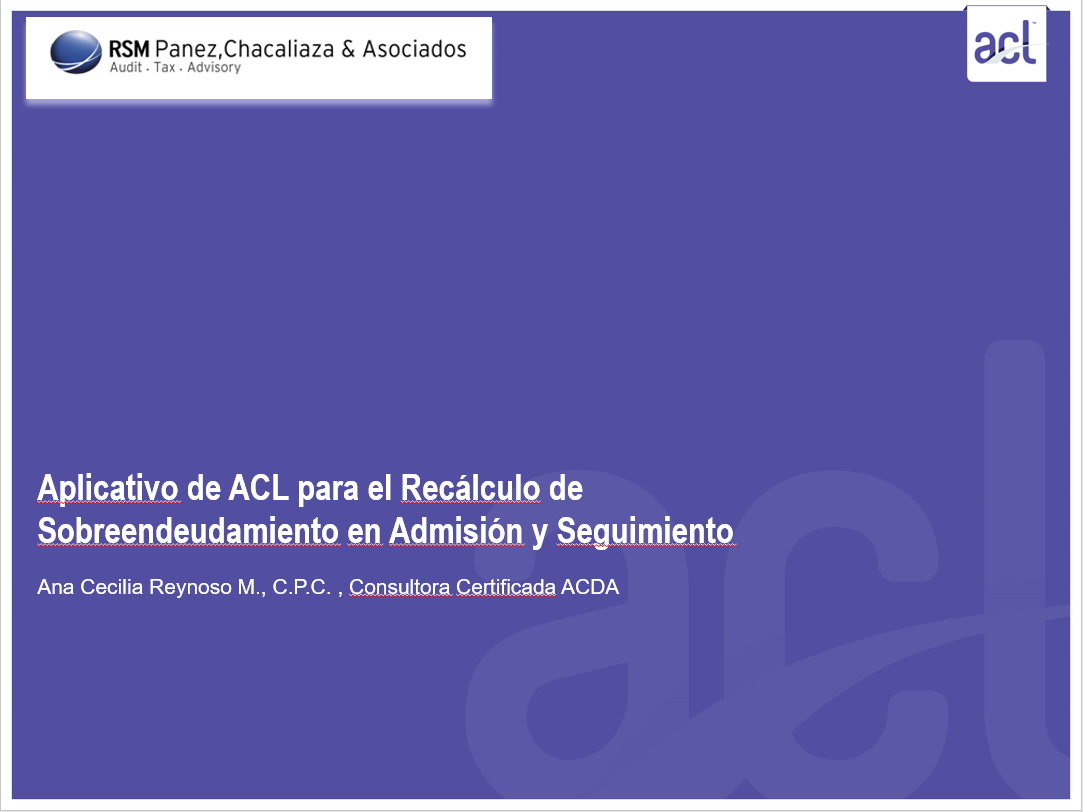 RSM Panez,Chacaliaza & Asociados
Audit . Tax . Advisory
acl™
Aplicativo de ACL para el Recálculo de
Sobreendeudamiento en Admisión y Seguimiento
Ana Cecilia Reynoso M., C.P.C. , Consultora Certificada ACDA
acl